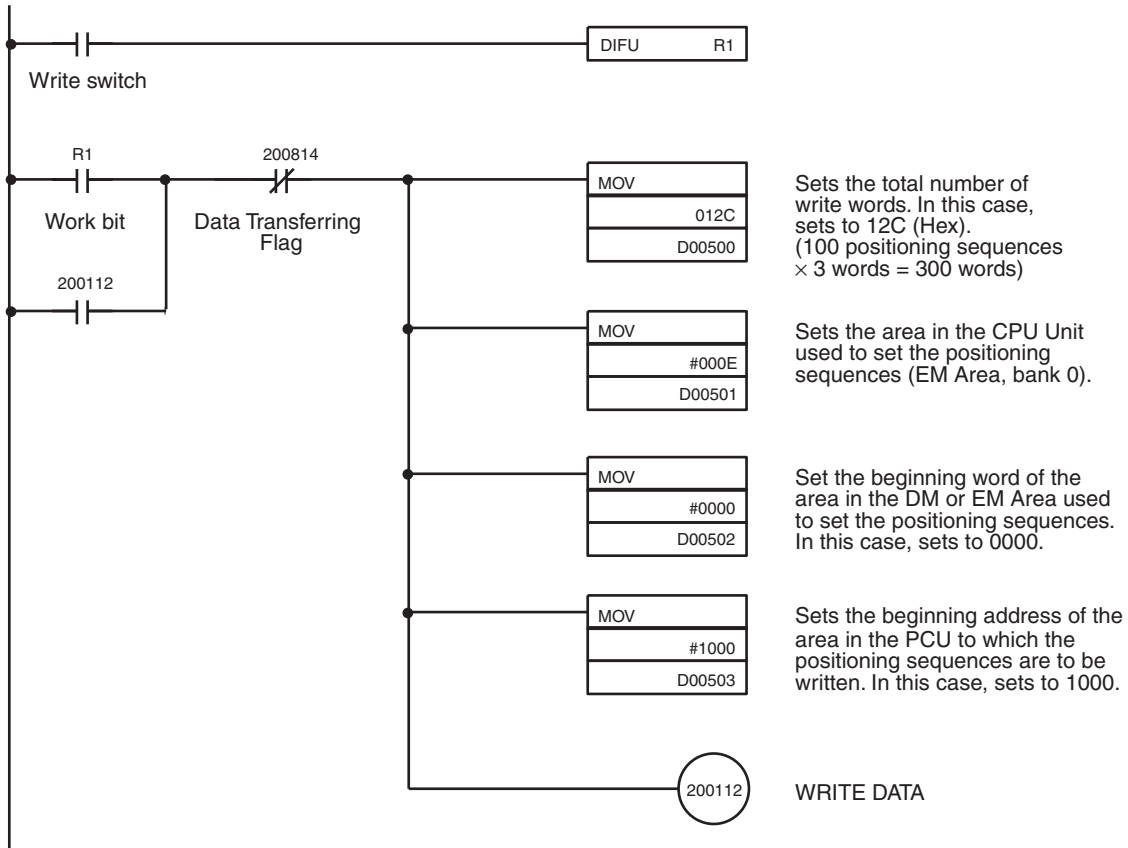 DIFU R1
Write switch
R1
200814
Work bit
Data Transferring
Flag
200112
MOV
012C
D00500
Sets the total number of
write words. In this case,
sets to 12C (Hex).
(100 positioning sequences
× 3 words = 300 words)
MOV
#000E
D00501
Sets the area in the CPU Unit
used to set the positioning
sequences (EM Area, bank 0).
MOV
#0000
D00502
Set the beginning word of the
area in the DM or EM Area used
to set the positioning sequences.
In this case, sets to 0000.
MOV
#1000
D00503
Sets the beginning address of the
area in the PCU to which the
positioning sequences are to be
written. In this case, sets to 1000.
200112
WRITE DATA